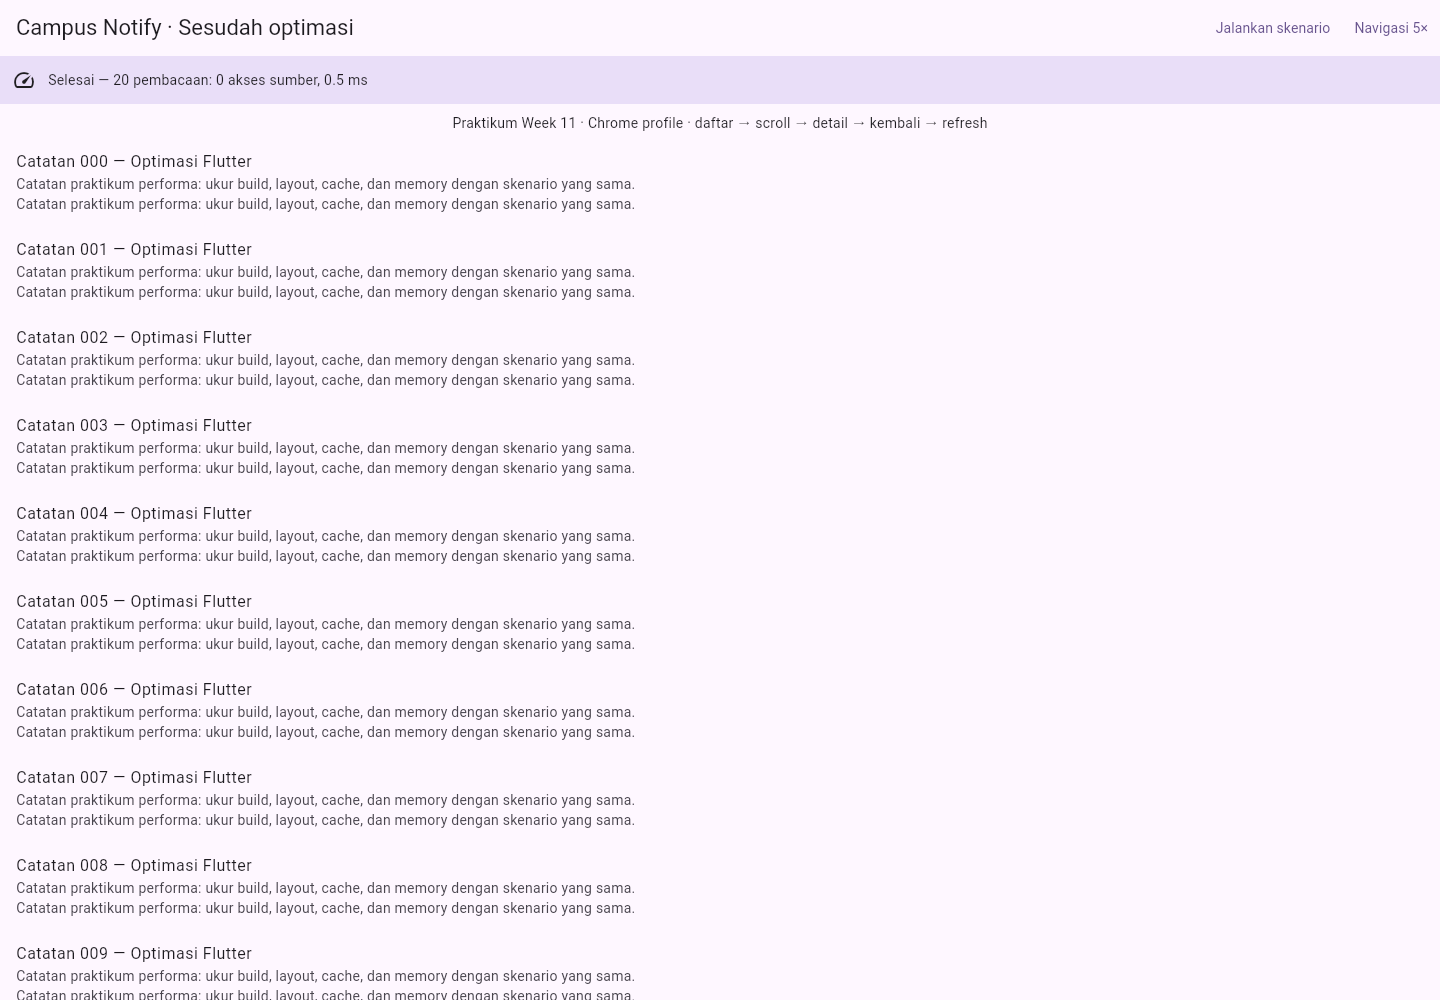 Campus Notify · Sesudah optimasi
Jalankan skenario
Navigasi 5×
Selesai — 20 pembacaan: 0 akses sumber, 0.5 ms
Praktikum Week 11 · Chrome profile · daftar → scroll → detail → kembali → refresh
Catatan 000 — Optimasi Flutter
Catatan praktikum performa: ukur build, layout, cache, dan memory dengan skenario yang sama.
Catatan praktikum performa: ukur build, layout, cache, dan memory dengan skenario yang sama.
Catatan 001 — Optimasi Flutter
Catatan praktikum performa: ukur build, layout, cache, dan memory dengan skenario yang sama.
Catatan praktikum performa: ukur build, layout, cache, dan memory dengan skenario yang sama.
Catatan 002 — Optimasi Flutter
Catatan praktikum performa: ukur build, layout, cache, dan memory dengan skenario yang sama.
Catatan praktikum performa: ukur build, layout, cache, dan memory dengan skenario yang sama.
Catatan 003 — Optimasi Flutter
Catatan praktikum performa: ukur build, layout, cache, dan memory dengan skenario yang sama.
Catatan praktikum performa: ukur build, layout, cache, dan memory dengan skenario yang sama.
Catatan 004 — Optimasi Flutter
Catatan praktikum performa: ukur build, layout, cache, dan memory dengan skenario yang sama.
Catatan praktikum performa: ukur build, layout, cache, dan memory dengan skenario yang sama.
Catatan 005 — Optimasi Flutter
Catatan praktikum performa: ukur build, layout, cache, dan memory dengan skenario yang sama.
Catatan praktikum performa: ukur build, layout, cache, dan memory dengan skenario yang sama.
Catatan 006 — Optimasi Flutter
Catatan praktikum performa: ukur build, layout, cache, dan memory dengan skenario yang sama.
Catatan praktikum performa: ukur build, layout, cache, dan memory dengan skenario yang sama.
Catatan 007 — Optimasi Flutter
Catatan praktikum performa: ukur build, layout, cache, dan memory dengan skenario yang sama.
Catatan praktikum performa: ukur build, layout, cache, dan memory dengan skenario yang sama.
Catatan 008 — Optimasi Flutter
Catatan praktikum performa: ukur build, layout, cache, dan memory dengan skenario yang sama.
Catatan praktikum performa: ukur build, layout, cache, dan memory dengan skenario yang sama.
Catatan 009 — Optimasi Flutter
Catatan praktikum performa: ukur build, layout, cache, dan memory dengan skenario yang sama.
Catatan praktikum performa: ukur build, layout, cache, dan memory dengan skenario yang sama.